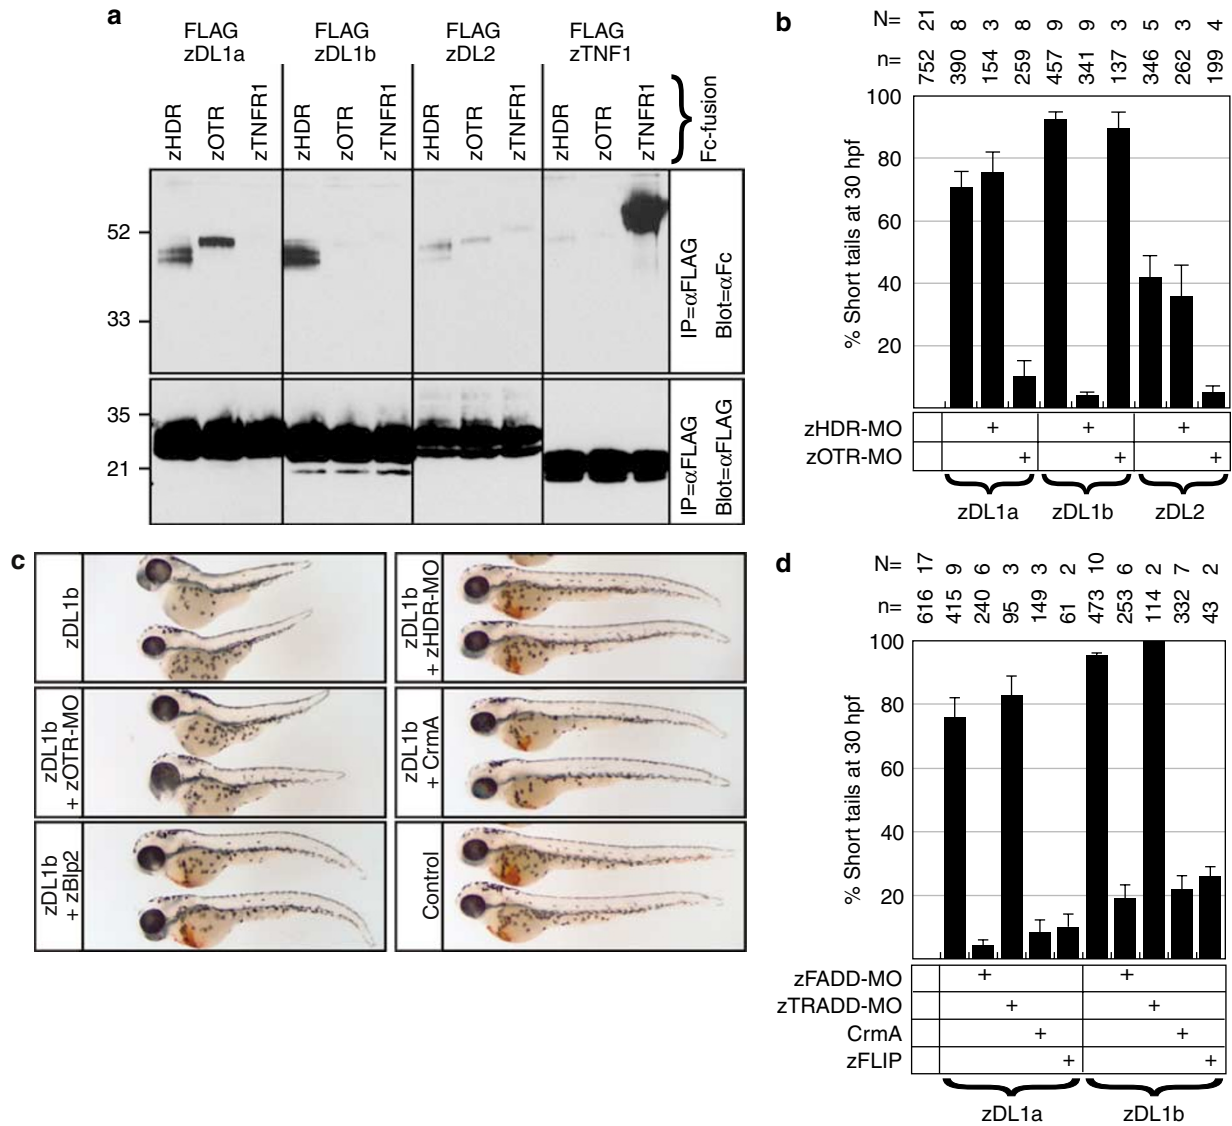 a
FLAG zDL1a
FLAG zDL1b
FLAG zDL2
FLAG zTNF1
zHDR zOTR zTNFR1 zHDR zOTR zTNFR1 zHDR zOTR zTNFR1 zHDR zOTR zTNFR1
Fc-fusion
52
33
IP=αFLAG
Blot=αFc
35
21
IP=αFLAG
Blot=αFLAG
b
N= 21 8 3 8 9 9 3 5 3 4
n= 752 390 154 259 457 341 137 346 262 199
% Short tails at 30 hpf
100
80
60
40
20
zHDR-MO + + +
zOTR-MO + + +
zDL1a zDL1b zDL2
c
zDL1b
zDL1b
+ zHDR-MO
zDL1b
+ zOTR-MO
zDL1b
+ CrmA
zDL1b
+ zBip2
Control
d
N= 17 9 6 3 3 2 10 6 2 7 2
n= 616 415 240 95 149 61 473 253 114 332 43
% Short tails at 30 hpf
100
80
60
40
20
zFADD-MO + +
zTRADD-MO + +
CrmA + +
zFLIP + +
zDL1a zDL1b